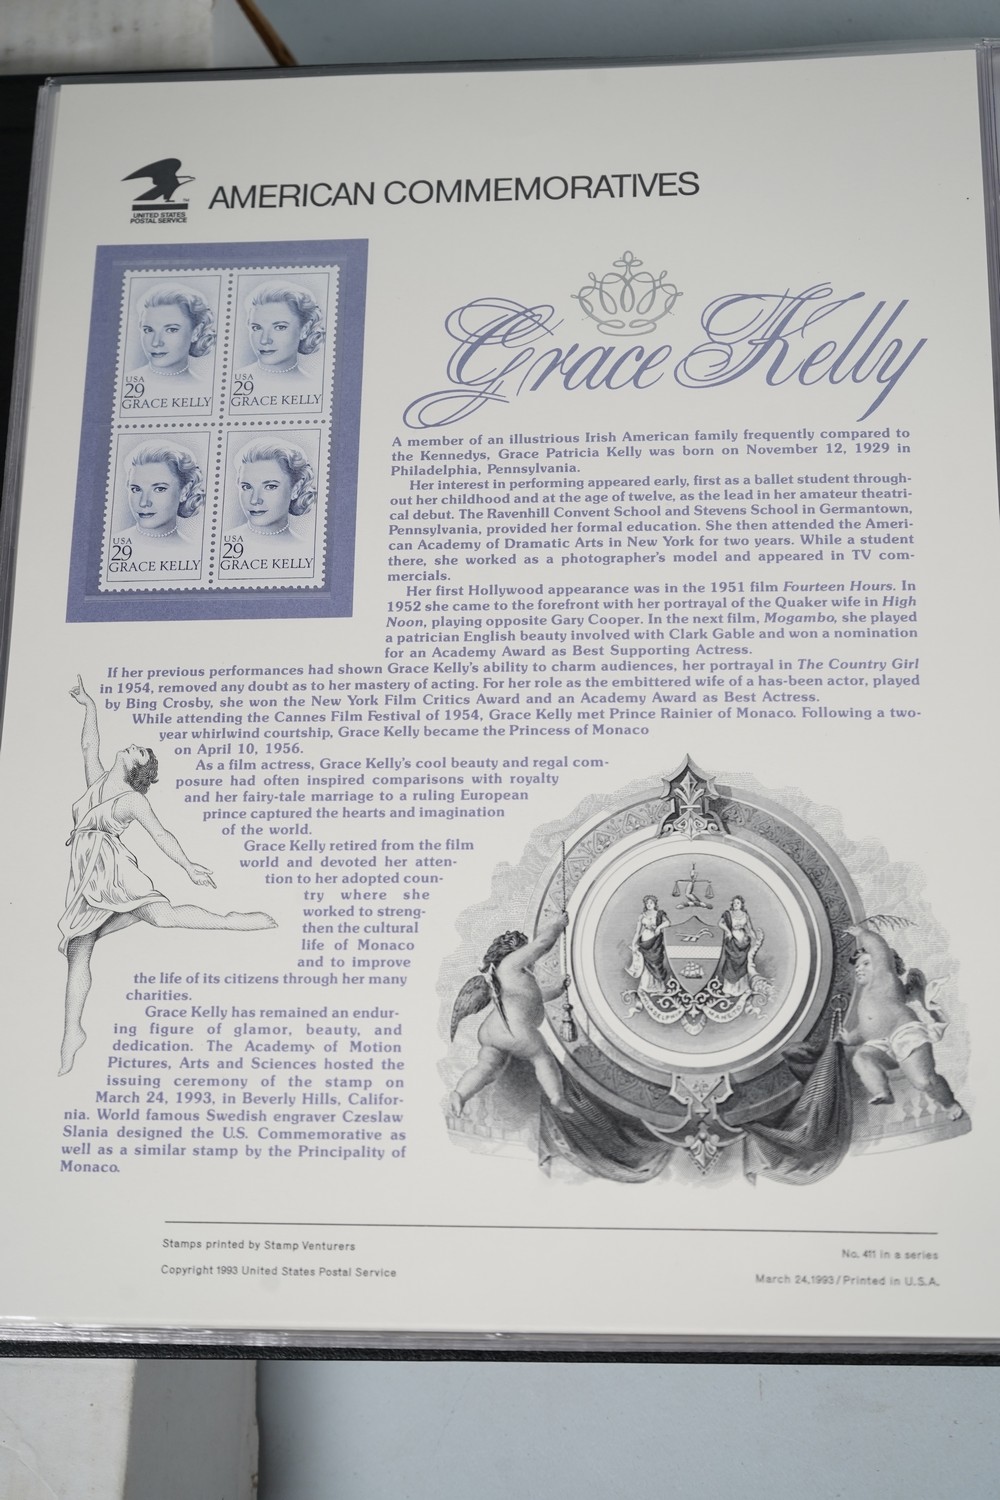 UNITED STATES
POSTAL SERVICE
AMERICAN COMMEMORATIVES
USA
29
GRACE KELLY
USA
29
GRACE KELLY
USA
29
GRACE KELLY
USA
29
GRACE KELLY
Grace Kelly
A member of an illustrious Irish American family frequently compared to
the Kennedys, Grace Patricia Kelly was born on November 12, 1929 in
Philadelphia, Pennsylvania.
Her interest in performing appeared early, first as a ballet student through-
out her childhood and at the age of twelve, as the lead in her amateur theatri-
cal debut. The Ravenhill Convent School and Stevens School in Germantown,
Pennsylvania, provided her formal education. She then attended the Ameri-
can Academy of Dramatic Arts in New York for two years. While a student
there, she worked as a photographer's model and appeared in TV com-
mercials.
Her first Hollywood appearance was in the 1951 film Fourteen Hours. In
1952 she came to the forefront with her portrayal of the Quaker wife in High
Noon, playing opposite Gary Cooper. In the next film, Mogambo, she played
a patrician English beauty involved with Clark Gable and won a nomination
for an Academy Award as Best Supporting Actress.
If her previous performances had shown Grace Kelly's ability to charm audiences, her portrayal in The Country Girl
in 1954, removed any doubt as to her mastery of acting. For her role as the embittered wife of a has-been actor, played
by Bing Crosby, she won the New York Film Critics Award and an Academy Award as Best Actress.
While attending the Cannes Film Festival of 1954, Grace Kelly met Prince Rainier of Monaco. Following a two-
year whirlwind courtship, Grace Kelly became the Princess of Monaco
on April 10, 1956.
As a film actress, Grace Kelly's cool beauty and regal com-
posure had often inspired comparisons with royalty
and her fairy-tale marriage to a ruling European
prince captured the hearts and imagination
of the world.
Grace Kelly retired from the film
world and devoted her atten-
tion to her adopted coun-
try where she
worked to streng-
then the cultural
life of Monaco
and to improve
the life of its citizens through her many
charities.
Grace Kelly has remained an endur-
ing figure of glamor, beauty, and
dedication. The Academy of Motion
Pictures, Arts and Sciences hosted the
issuing ceremony of the stamp on
March 24, 1993, in Beverly Hills, Califor-
nia. World famous Swedish engraver Czeslaw
Slania designed the U.S. Commemorative as
well as a similar stamp by the Principality of
Monaco.
Stamps printed by Stamp Venturers
Copyright 1993 United States Postal Service
No. 411 in a series
March 24, 1993/Printed in U.S.A.